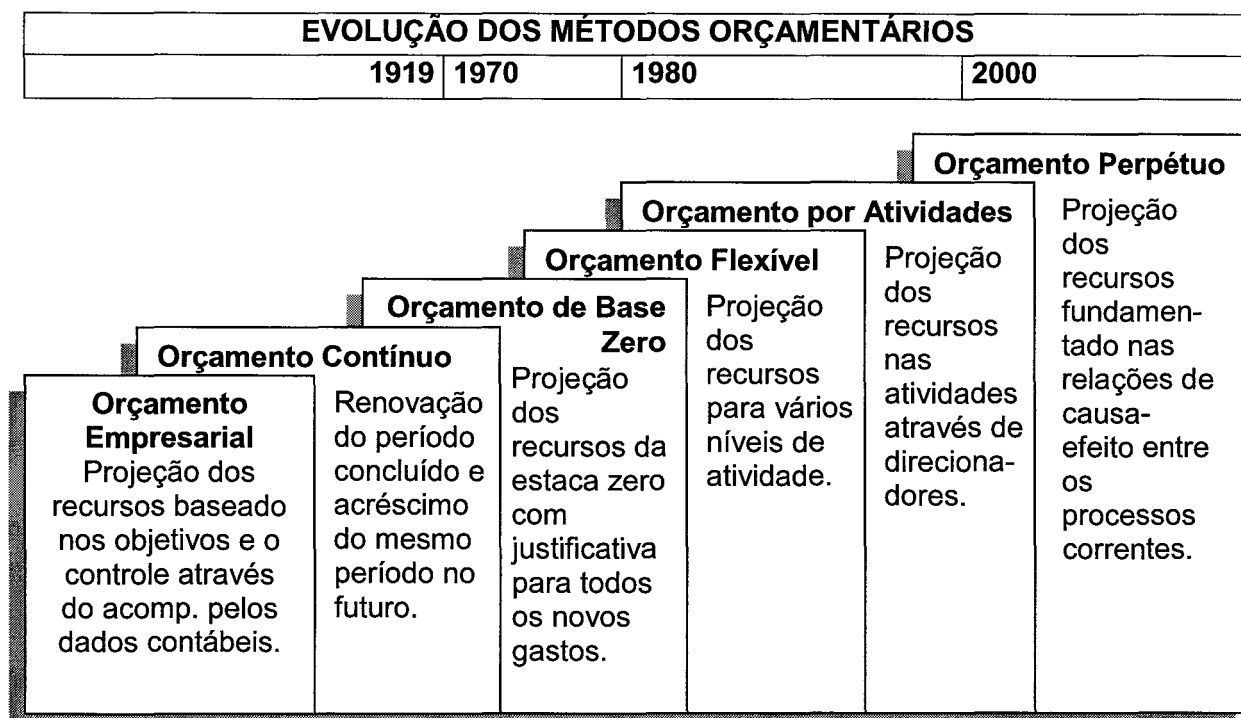 EVOLUÇÃO DOS MÉTODOS ORÇAMENTÁRIOS
1919 1970 1980 2000
Orçamento Empresarial
Projeção dos
recursos baseado
nos objetivos e o
controle através
do acomp. pelos
dados contábeis.
Orçamento Contínuo
Renovação
do período
concluído e
acréscimo
do mesmo
período no
futuro.
Orçamento de Base
Zero
Projeção
dos
recursos da
estaca zero
com
justificativa
para todos
os novos
gastos.
Orçamento Flexível
Projeção
dos
recursos
para vários
níveis de
atividade.
Orçamento por Atividades
Projeção
dos
recursos
nas
atividades
através de
direciona-
dores.
Orçamento Perpétuo
Projeção
dos
recursos
fundamen-
tado nas
relações de
causa-
efeito entre
os
processos
correntes.